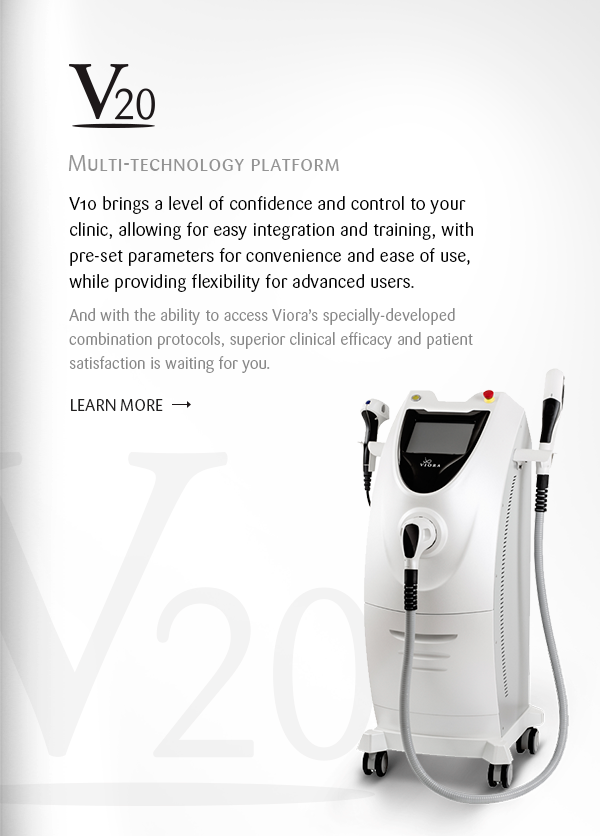 V20
Multi-technology platform
V10 brings a level of confidence and control to your
clinic, allowing for easy integration and training, with
pre-set parameters for convenience and ease of use,
while providing flexibility for advanced users.
And with the ability to access Viora's specially-developed
combination protocols, superior clinical efficacy and patient
satisfaction is waiting for you.
LEARN MORE →
VIORA
V20